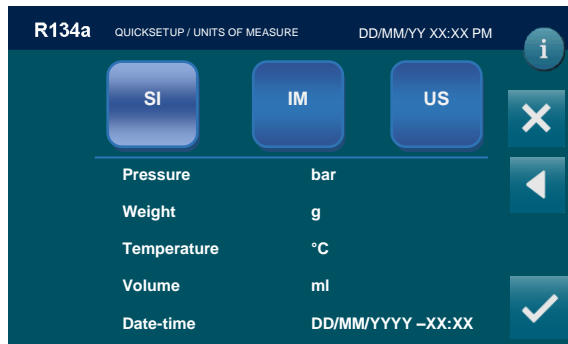 R134a QUICKSETUP / UNITS OF MEASURE DD/MM/YY XX:XX PM
i
SI IM US
Pressure bar
Weight g
Temperature °C
Volume ml
Date-time DD/MM/YYYY –XX:XX